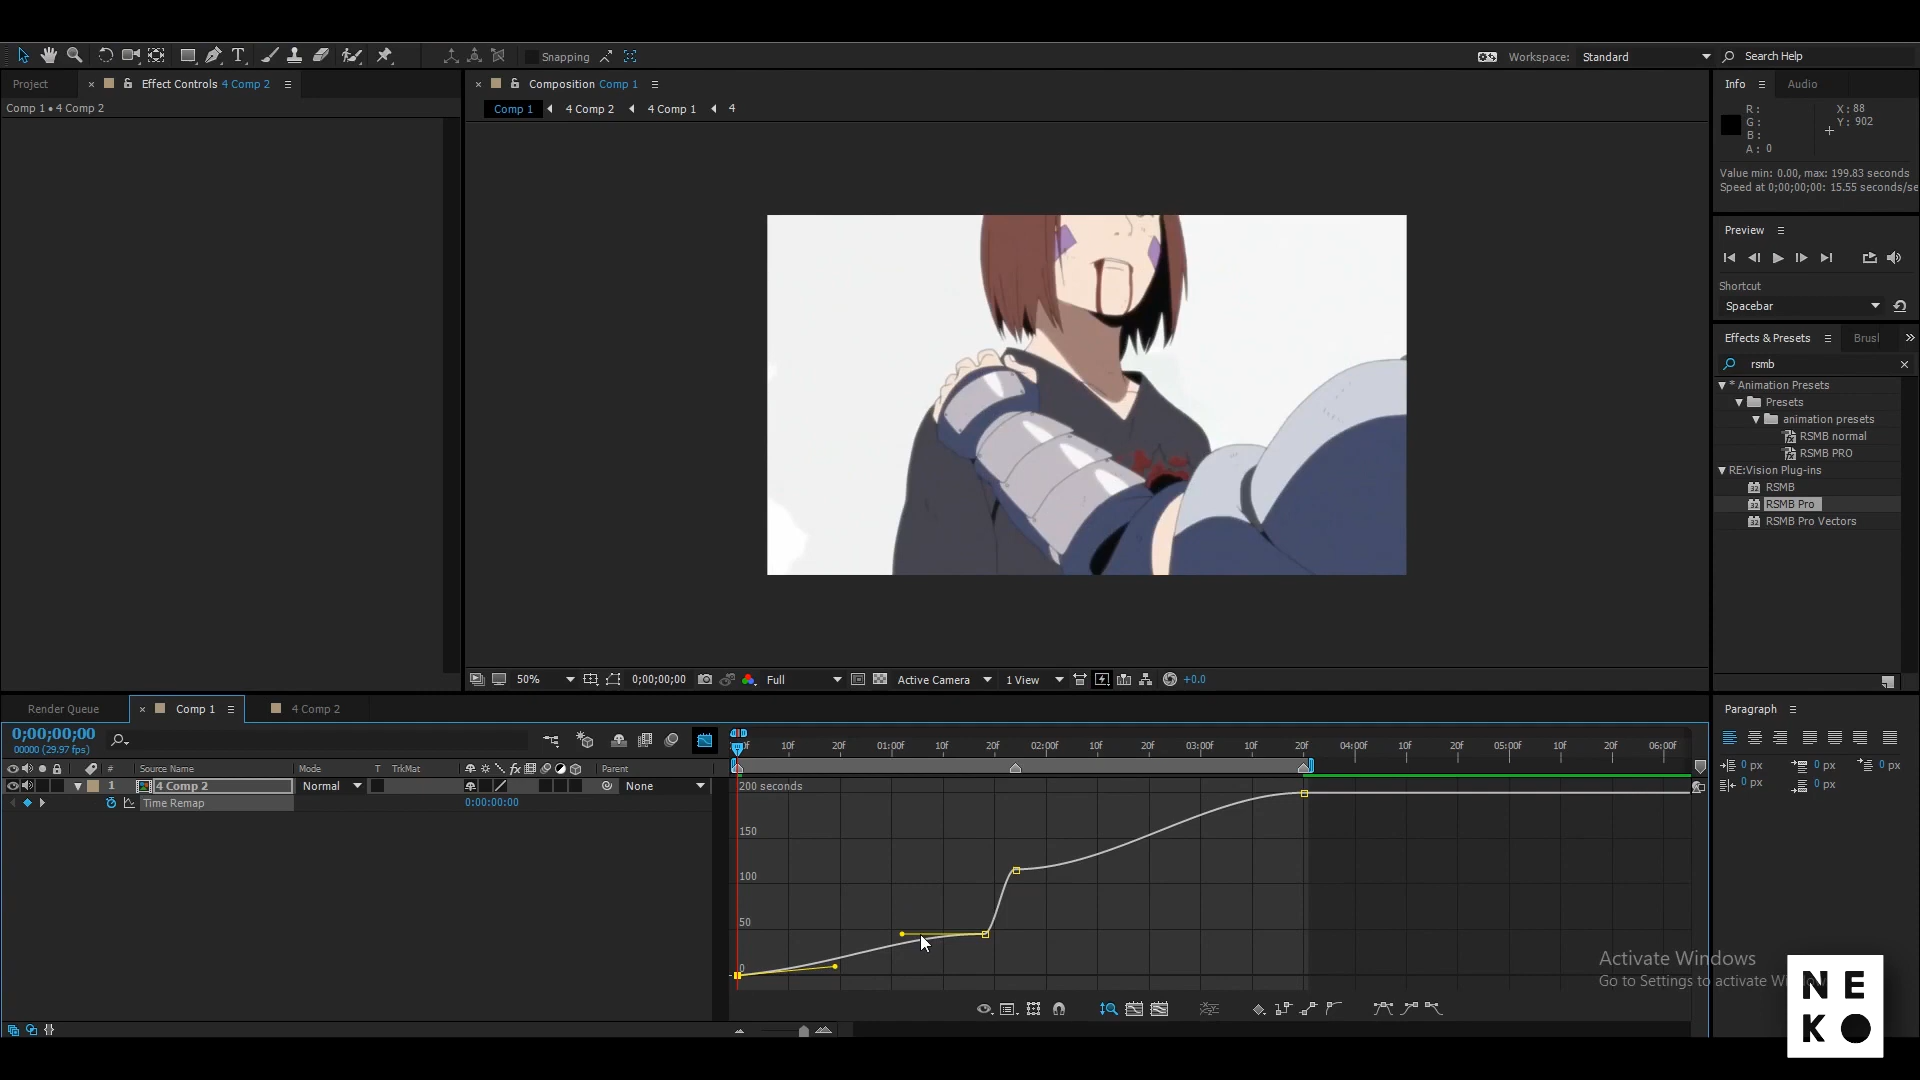 Snapping
Workspace: Standard
Search Help
Project
Effect Controls 4 Comp 2
Composition Comp 1
Info
Audio
Comp 1 • 4 Comp 2
Comp 1
4 Comp 2
4 Comp 1
4
R :
G :
B :
A : 0
X : 88
Y : 902
Value min: 0.00, max: 199.83 seconds
Speed at 0;00;00;00: 15.55 seconds/se
Preview
Shortcut
Spacebar
Effects & Presets
Brusl
rsmb
* Animation Presets
Presets
animation presets
RSMB normal
RSMB PRO
RE:Vision Plug-ins
RSMB
RSMB Pro
RSMB Pro Vectors
50%
0;00;00;00
Full
Active Camera
1 View
+0.0
Render Queue
Comp 1
4 Comp 2
Paragraph
0;00;00;00
00000 (29.97 fps)
10f 20f 01:00f 10f 20f 02:00f 10f 20f 03:00f 10f 20f 04:00f 10f 20f 05:00f 10f 20f 06:00f
# Source Name Mode T TrkMat Parent
1 4 Comp 2 Normal None
Time Remap 0:00:00:00
200 seconds
150
100
50
0
0 px 0 px 0 px
0 px 0 px
Activate Windows
Go to Settings to activate Wi
NE
K